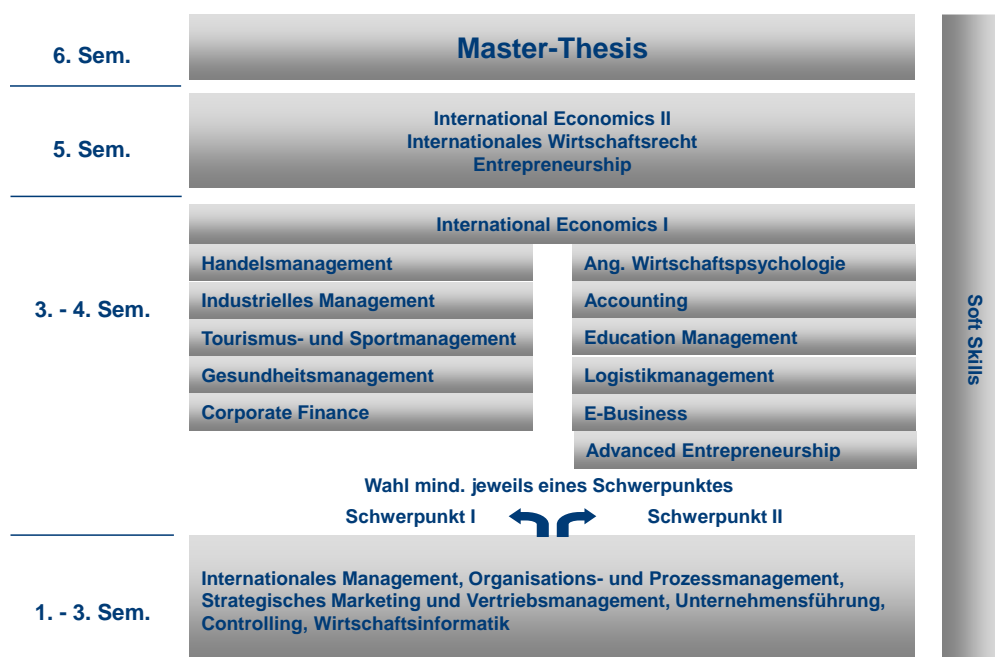 6. Sem.
Master-Thesis
5. Sem.
International Economics II
Internationales Wirtschaftsrecht
Entrepreneurship
3. - 4. Sem.
International Economics I
Handelsmanagement
Industrielles Management
Tourismus- und Sportmanagement
Gesundheitsmanagement
Corporate Finance
Ang. Wirtschaftspsychologie
Accounting
Education Management
Logistikmanagement
E-Business
Advanced Entrepreneurship
Wahl mind. jeweils eines Schwerpunktes
Schwerpunkt I
Schwerpunkt II
1. - 3. Sem.
Internationales Management, Organisations- und Prozessmanagement,
Strategisches Marketing und Vertriebsmanagement, Unternehmensführung,
Controlling, Wirtschaftsinformatik
Soft Skills